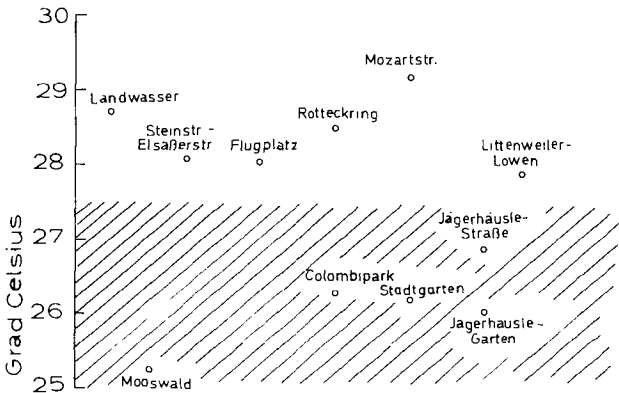 30
Mozartstr.
29
Landwasser
Rotteckring
Steinstr-
Elsaßerstr
Flugplatz
Littenweiler-
Lowen
28
Jägerhäusle-
Straße
27
Colombipark
Stadtgarten
26
Jägerhäusle-
Garten
25
Mooswald
Grad Celsius